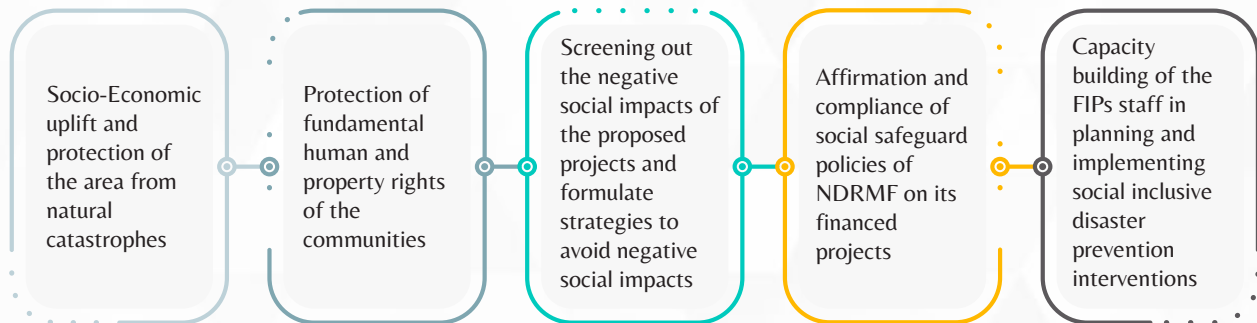 Socio-Economic
uplift and
protection of
the area from
natural
catastrophes
Protection of
fundamental
human and
property rights
of the
communities
Screening out
the negative
social impacts of
the proposed
projects and
formulate
strategies to
avoid negative
social impacts
Affirmation and
compliance of
social safeguard
policies of
NDRMF on its
financed
projects
Capacity
building of the
FIPs staff in
planning and
implementing
social inclusive
disaster
prevention
interventions